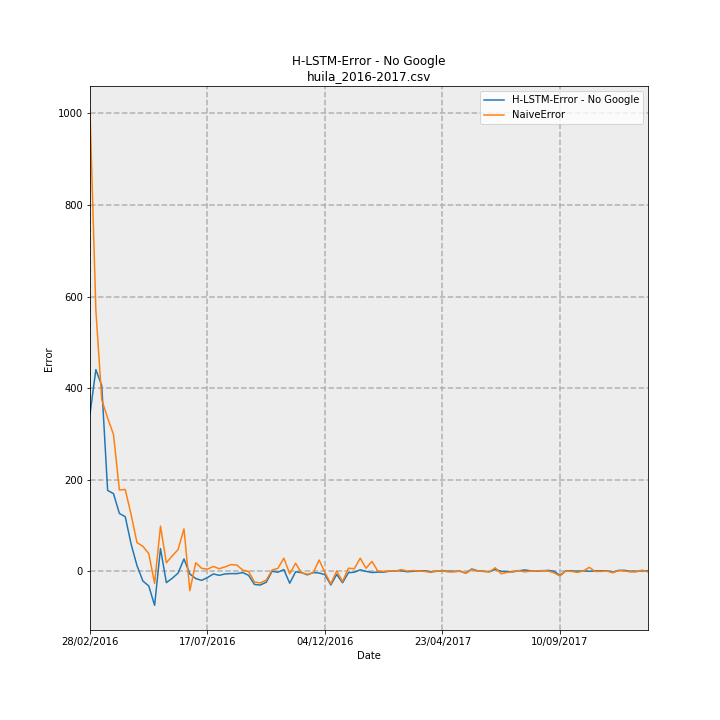 H-LSTM-Error - No Google
huila_2016-2017.csv
H-LSTM-Error - No Google
NaiveError
1000
800
600
400
200
0
Error
28/02/2016
17/07/2016
04/12/2016
23/04/2017
10/09/2017
Date